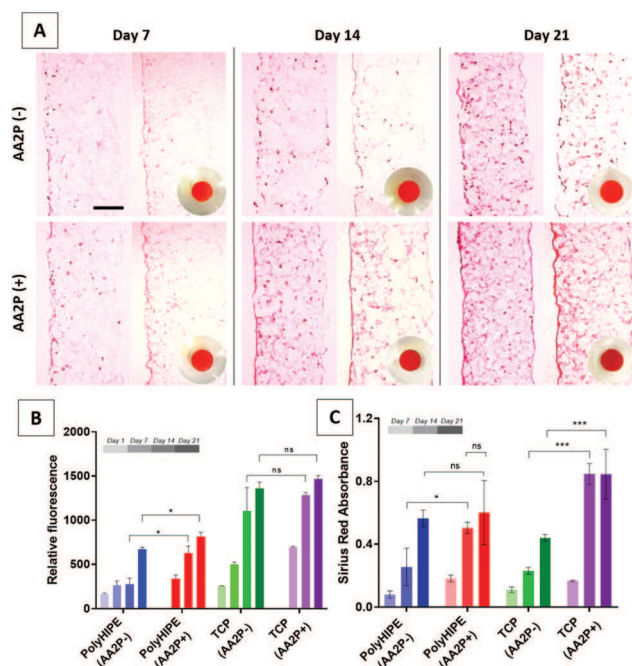 A
Day 7
Day 14
Day 21
AA2P (-)
AA2P (+)
B
Day 1 Day 7 Day 14 Day 21
Relative fluorescence
2000
1500
1000
500
0
*
*
ns
ns
PolyHIPE
(AA2P-)
PolyHIPE
(AA2P+)
TCP
(AA2P-)
TCP
(AA2P+)
C
Day 7 Day 14 Day 21
Sirius Red Absorbance
1.2
0.8
0.4
0.0
*
ns
ns
***
***
PolyHIPE
(AA2P-)
PolyHIPE
(AA2P+)
TCP
(AA2P-)
TCP
(AA2P+)